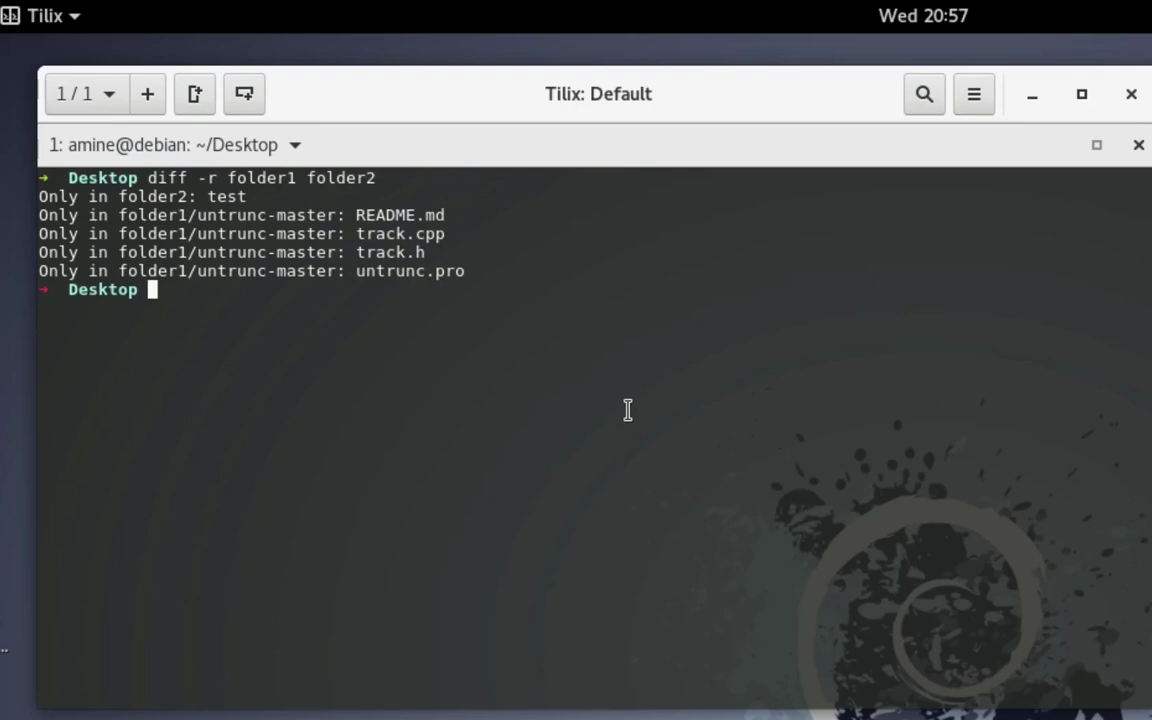 Tilix
Wed 20:57
1 / 1
Tilix: Default
1: amine@debian: ~/Desktop
➜ Desktop diff -r folder1 folder2
Only in folder2: test
Only in folder1/untrunc-master: README.md
Only in folder1/untrunc-master: track.cpp
Only in folder1/untrunc-master: track.h
Only in folder1/untrunc-master: untrunc.pro
➜ Desktop